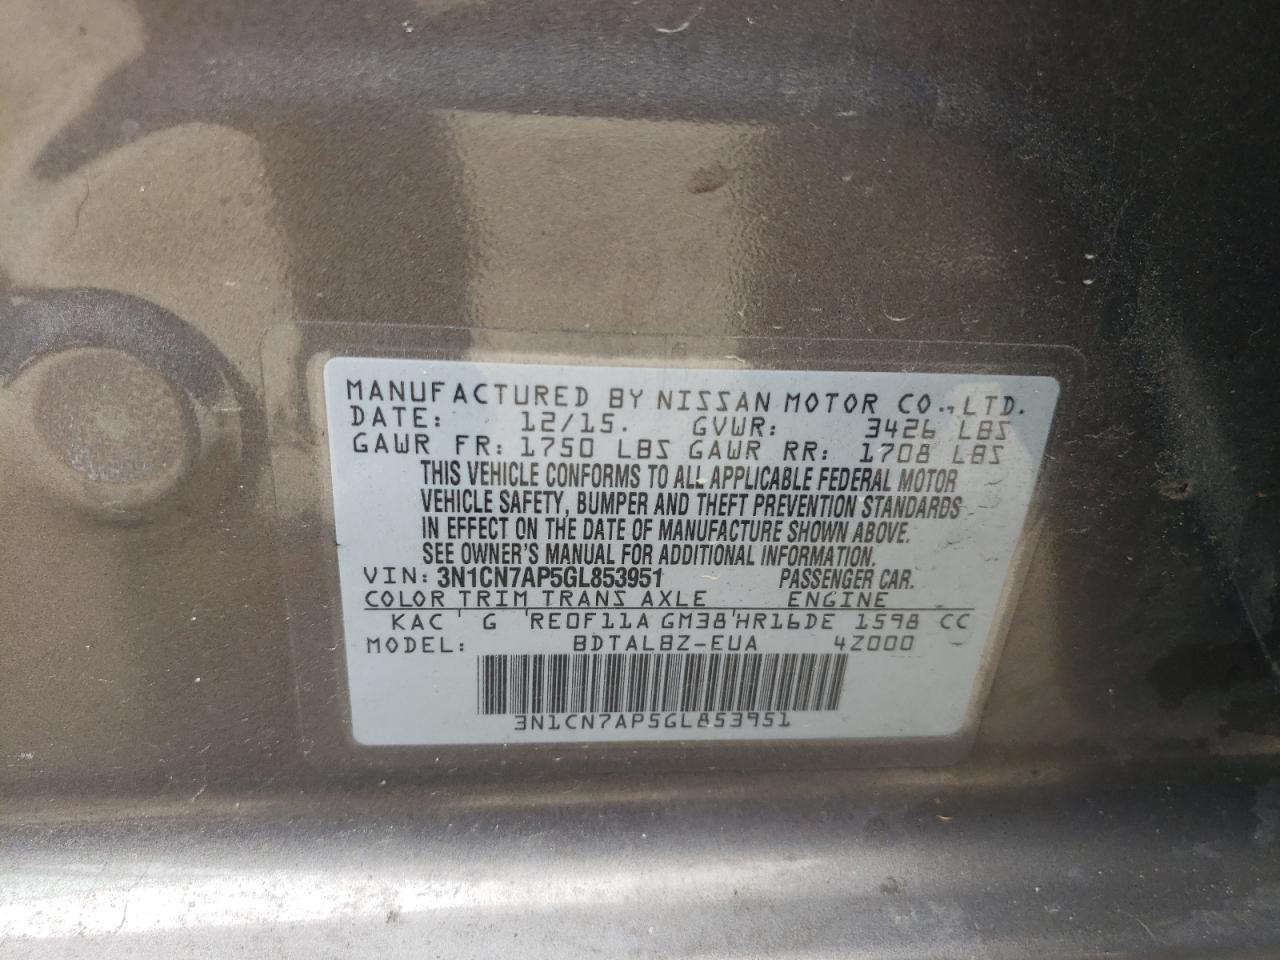 MANUFACTURED BY NISSAN MOTOR CO.,LTD.
DATE: 12/15. GVWR: 3426 LBS
GAWR FR: 1750 LBS GAWR RR: 1708 LBS
THIS VEHICLE CONFORMS TO ALL APPLICABLE FEDERAL MOTOR
VEHICLE SAFETY, BUMPER AND THEFT PREVENTION STANDARDS
IN EFFECT ON THE DATE OF MANUFACTURE SHOWN ABOVE.
SEE OWNER'S MANUAL FOR ADDITIONAL INFORMATION.
VIN: 3N1CN7AP5GL853951 PASSENGER CAR.
COLOR TRIM TRANS AXLE ENGINE
KAC ' G 'RE0F11A GM38'HR16DE 1598 CC
MODEL: BDTALBZ-EUA 4Z000
3N1CN7AP5GL853951